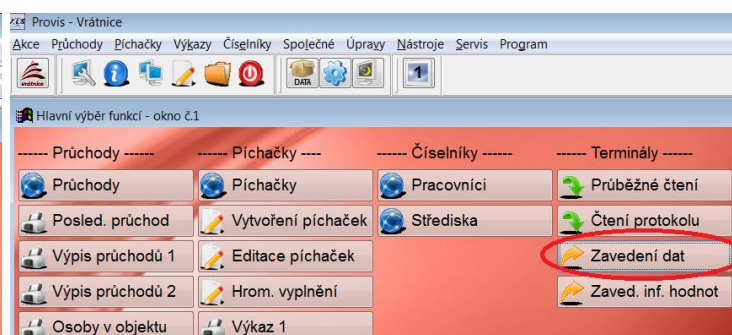 Provis - Vrátnice
Akce Průchody Píchačky Výkazy Číselníky Společné Úpravy Nástroje Servis Program
vrátnice DATA 1
Hlavní výběr funkcí - okno č.1
------ Průchody ------ ------ Píchačky ---- ------ Číselníky ------ ------ Terminály ------
Průchody Píchačky Pracovníci Průběžné čtení
Posled. průchod Vytvoření píchaček Střediska Čtení protokolu
Výpis průchodů 1 Editace píchaček Zavedení dat
Výpis průchodů 2 Hrom. vyplnění Zaved. inf. hodnot
Osoby v objektu Výkaz 1